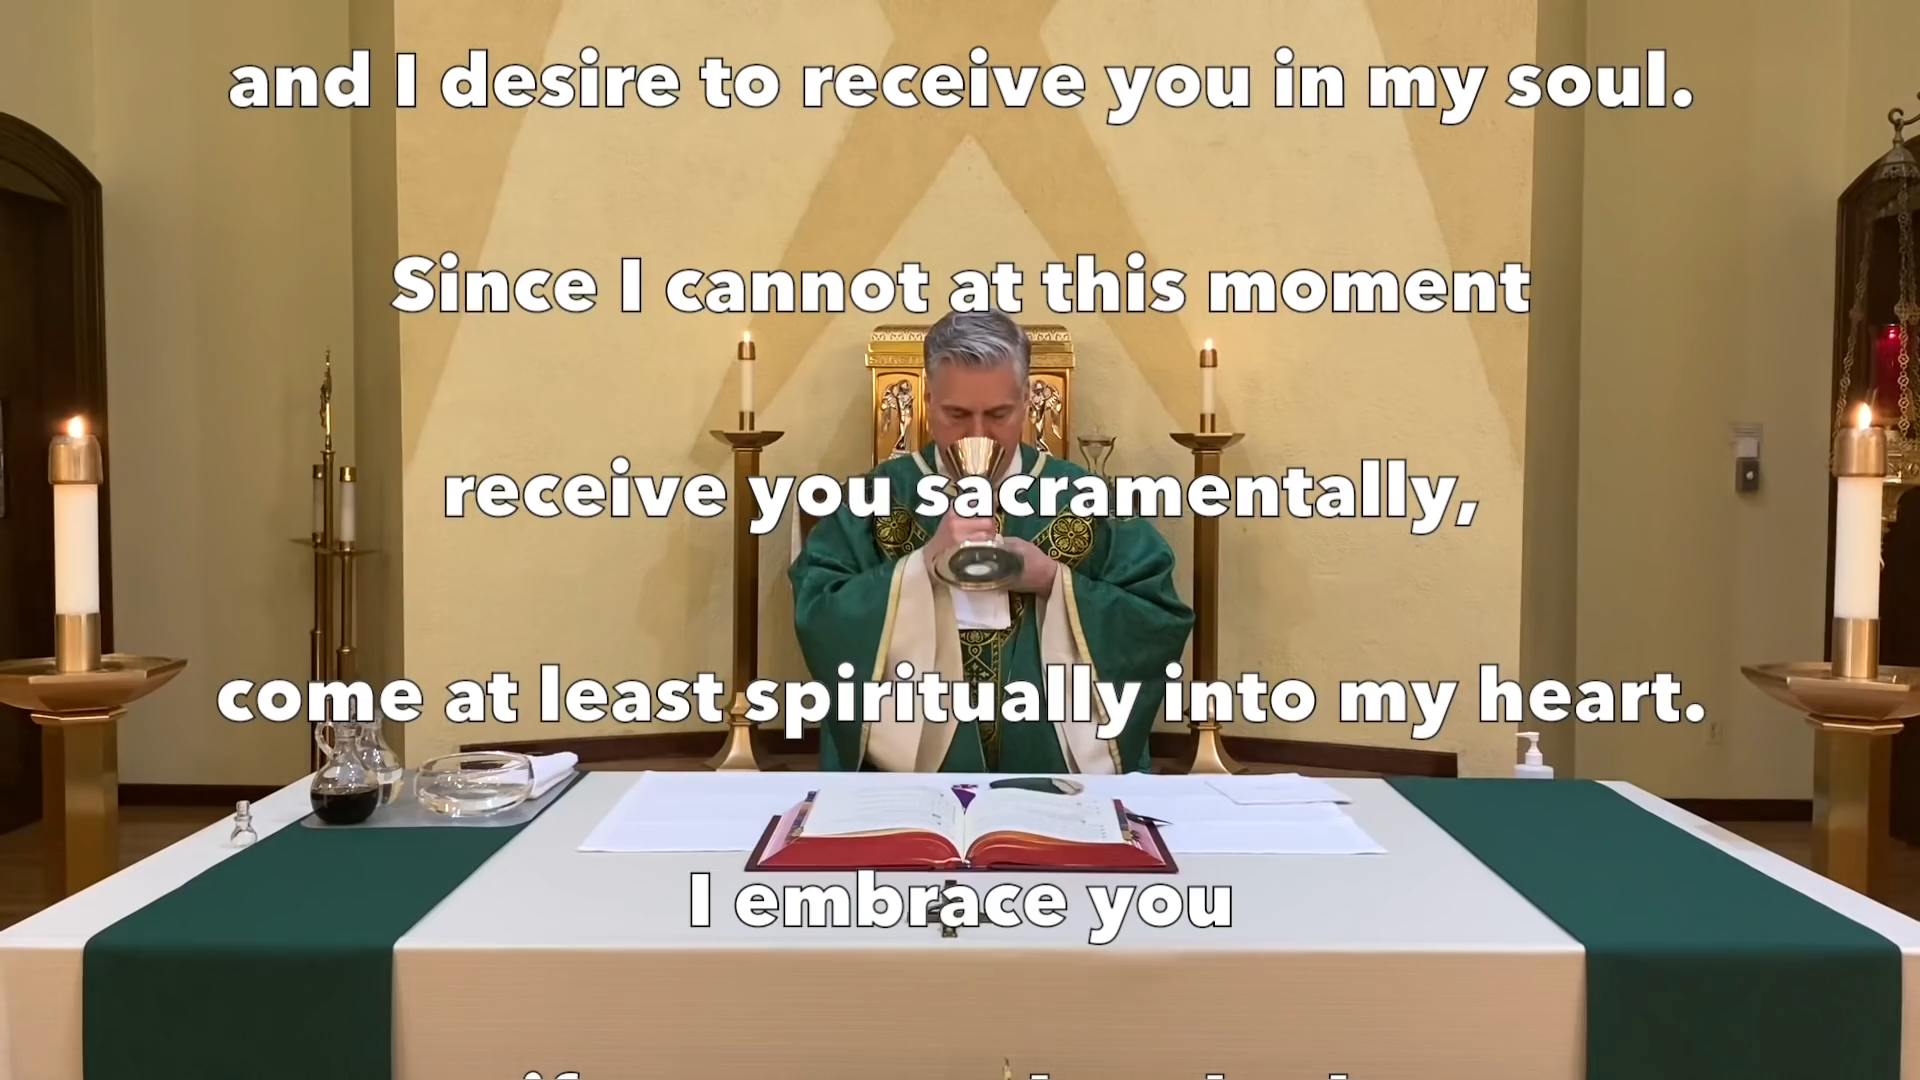 and I desire to receive you in my soul.
Since I cannot at this moment
receive you sacramentally,
come at least spiritually into my heart.
I embrace you